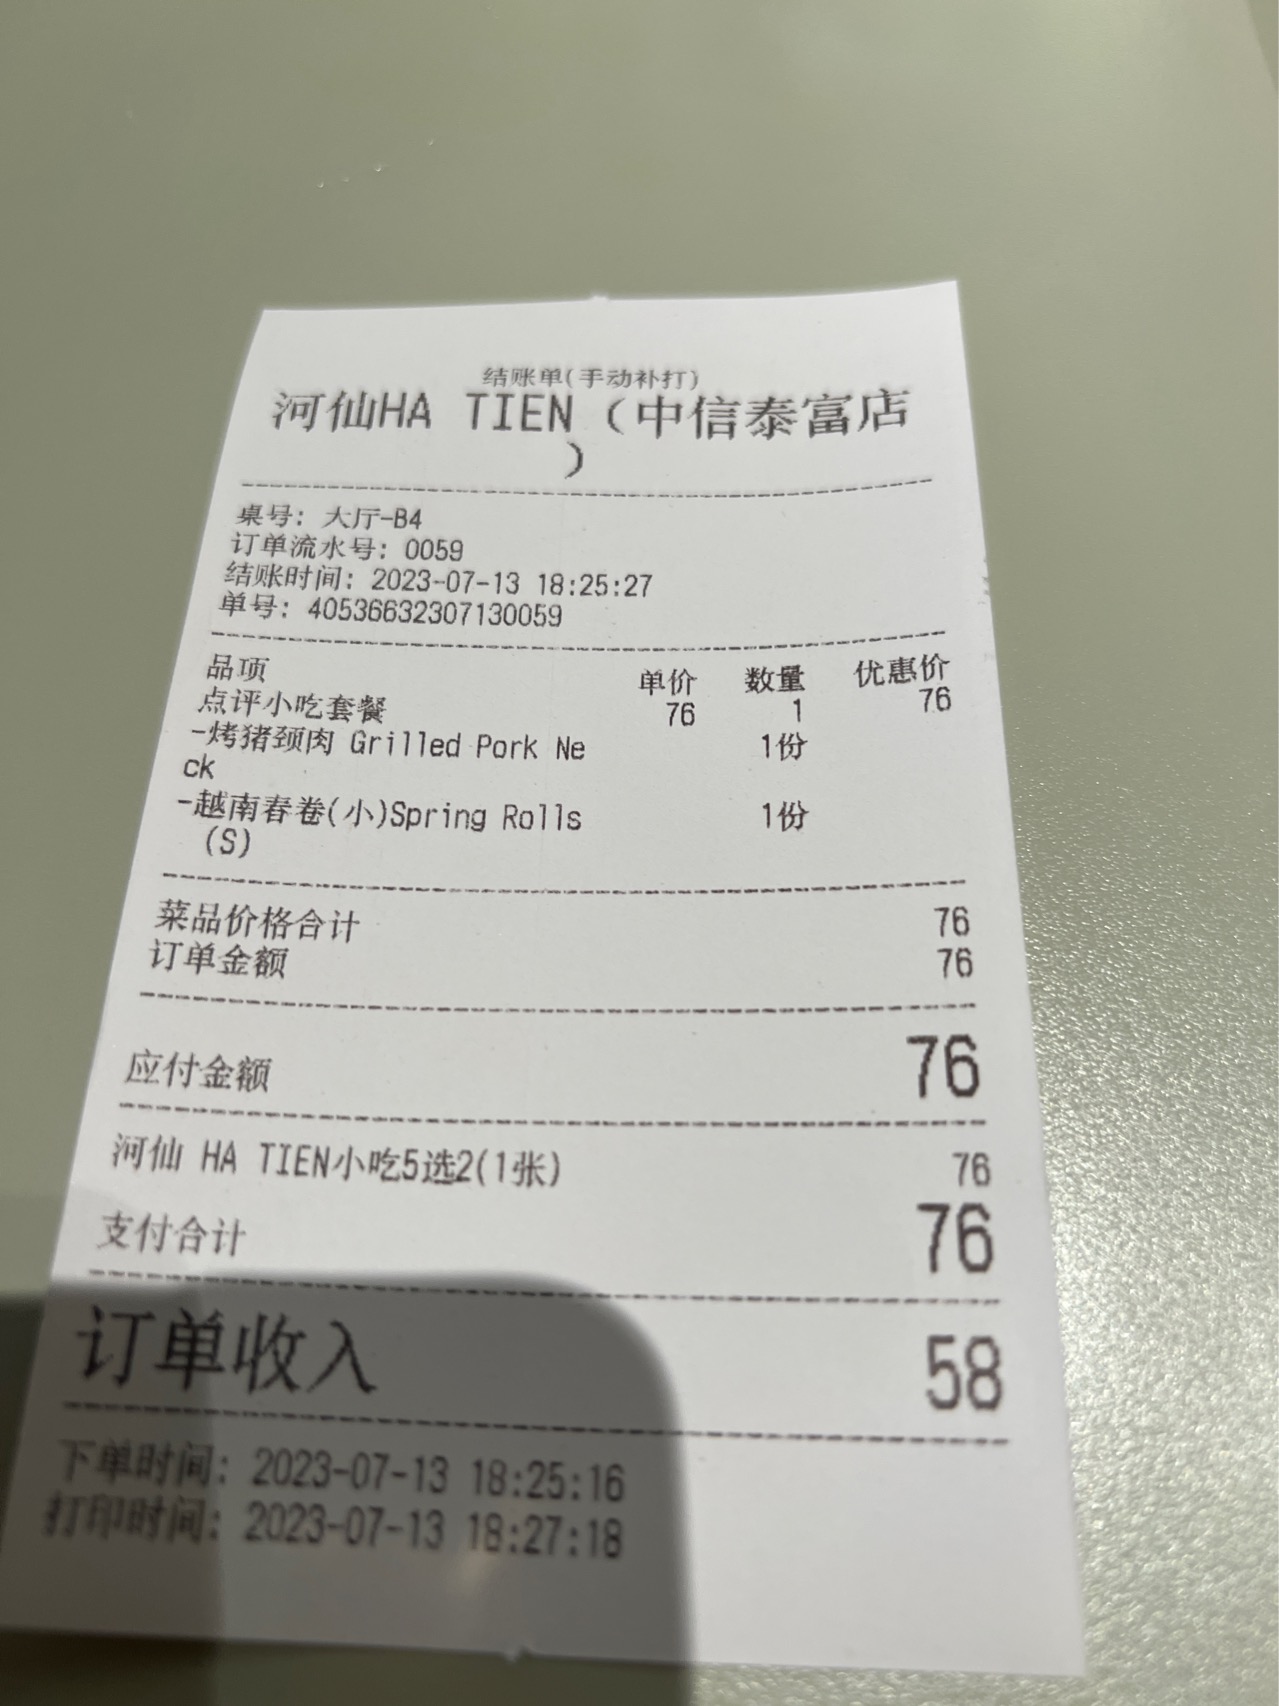 结账单(手动补打)
河仙HA TIEN（中信泰富店
）
桌号: 大厅-B4
订单流水号: 0059
结账时间: 2023-07-13 18:25:27
单号: 40536632307130059
品项 单价 数量 优惠价
点评小吃套餐 76 1 76
-烤猪颈肉 Grilled Pork Ne 1份
ck
-越南春卷(小)Spring Rolls 1份
(S)
菜品价格合计 76
订单金额 76
应付金额 76
河仙 HA TIEN小吃5选2(1张) 76
支付合计 76
订单收入 58
下单时间: 2023-07-13 18:25:16
打印时间: 2023-07-13 18:27:18